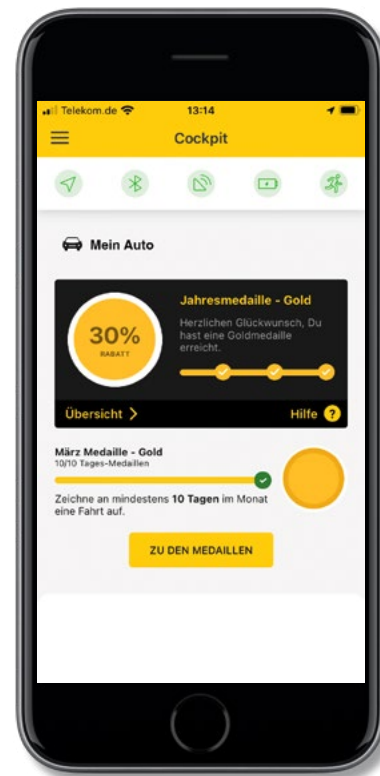 Telekom.de 13:14
Cockpit
Mein Auto
Jahresmedaille - Gold
Herzlichen Glückwunsch, Du
hast eine Goldmedaille
erreicht.
30%
RABATT
Übersicht Hilfe ?
März Medaille - Gold
10/10 Tages-Medaillen
Zeichne an mindestens 10 Tagen im Monat
eine Fahrt auf.
ZU DEN MEDAILLEN